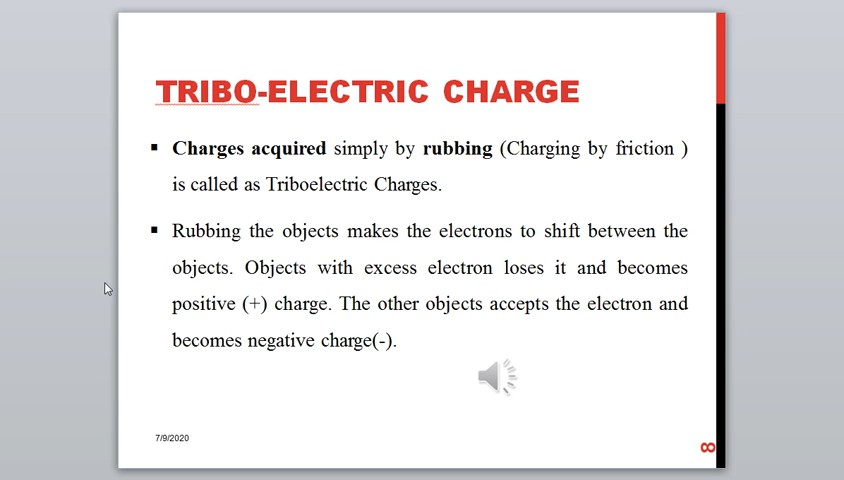 TRIBO-ELECTRIC CHARGE
▪ Charges acquired simply by rubbing (Charging by friction )
is called as Triboelectric Charges.
▪ Rubbing the objects makes the electrons to shift between the
objects. Objects with excess electron loses it and becomes
positive (+) charge. The other objects accepts the electron and
becomes negative charge(-).
7/9/2020
8